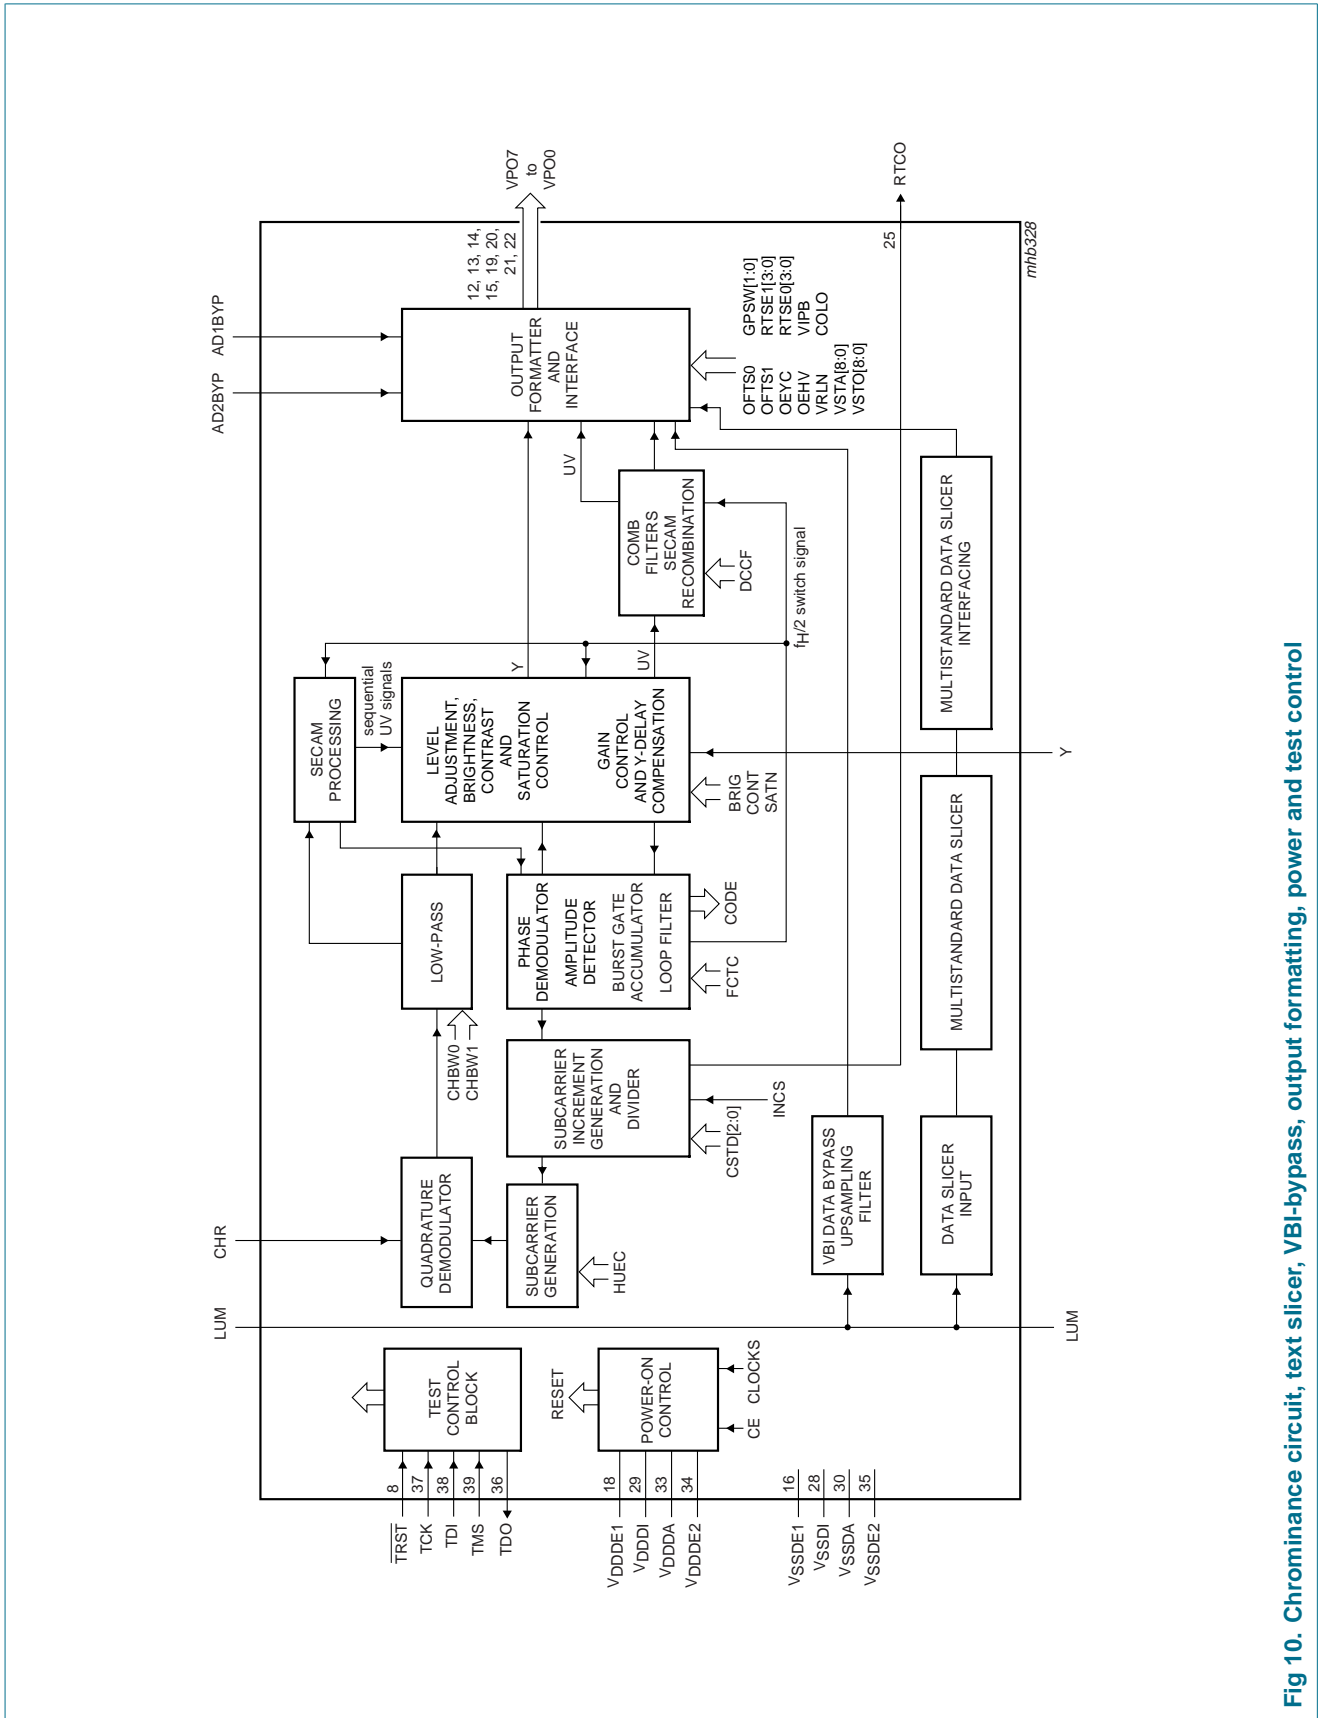 LUM
CHR
AD2BYP
AD1BYP
TRST
8
TCK
37
TDI
38
TMS
39
TDO
36
TEST
CONTROL
BLOCK
VDDDE1
18
VDDDI
29
VDDDA
33
VDDDE2
34
RESET
POWER-ON
CONTROL
CE
CLOCKS
VSSDE1
16
VSSDI
28
VSSDA
30
VSSDE2
35
QUADRATURE
DEMODULATOR
SUBCARRIER
GENERATION
HUEC
LOW-PASS
CHBW0
CHBW1
SUBCARRIER
INCREMENT
GENERATION
AND
DIVIDER
CSTD[2:0]
INCS
PHASE
DEMODULATOR
AMPLITUDE
DETECTOR
BURST GATE
ACCUMULATOR
LOOP FILTER
FCTC
CODE
SECAM
PROCESSING
sequential
UV signals
LEVEL
ADJUSTMENT,
BRIGHTNESS,
CONTRAST
AND
SATURATION
CONTROL
GAIN
CONTROL
AND Y-DELAY
COMPENSATION
BRIG
CONT
SATN
Y
UV
fH/2 switch signal
COMB
FILTERS
SECAM
RECOMBINATION
DCCF
UV
OUTPUT
FORMATTER
AND
INTERFACE
12, 13, 14,
15, 19, 20,
21, 22
VPO7
to
VPO0
OFTS0 GPSW[1:0]
OFTS1 RTSE1[3:0]
OEYC RTSE0[3:0]
OEHV VIPB
VRLN COLO
VSTA[8:0]
VSTO[8:0]
VBI DATA BYPASS
UPSAMPLING
FILTER
25
RTCO
DATA SLICER
INPUT
MULTISTANDARD DATA SLICER
MULTISTANDARD DATA SLICER
INTERFACING
LUM
Y
mhb328
Fig 10. Chrominance circuit, text slicer, VBI-bypass, output formatting, power and test control